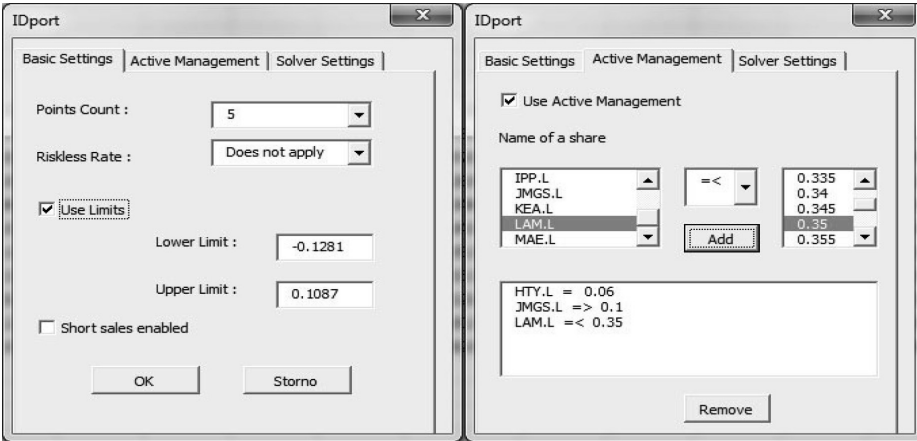 IDport
Basic Settings Active Management Solver Settings
Points Count : 5
Riskless Rate : Does not apply
Use Limits
Lower Limit : -0.1281
Upper Limit : 0.1087
Short sales enabled
OK Storno
IDport
Basic Settings Active Management Solver Settings
Use Active Management
Name of a share
IPP.L
JMGS.L
KEA.L
LAM.L
MAE.L
=<
Add
0.335
0.34
0.345
0.35
0.355
HTY.L = 0.06
JMGS.L => 0.1
LAM.L =< 0.35
Remove